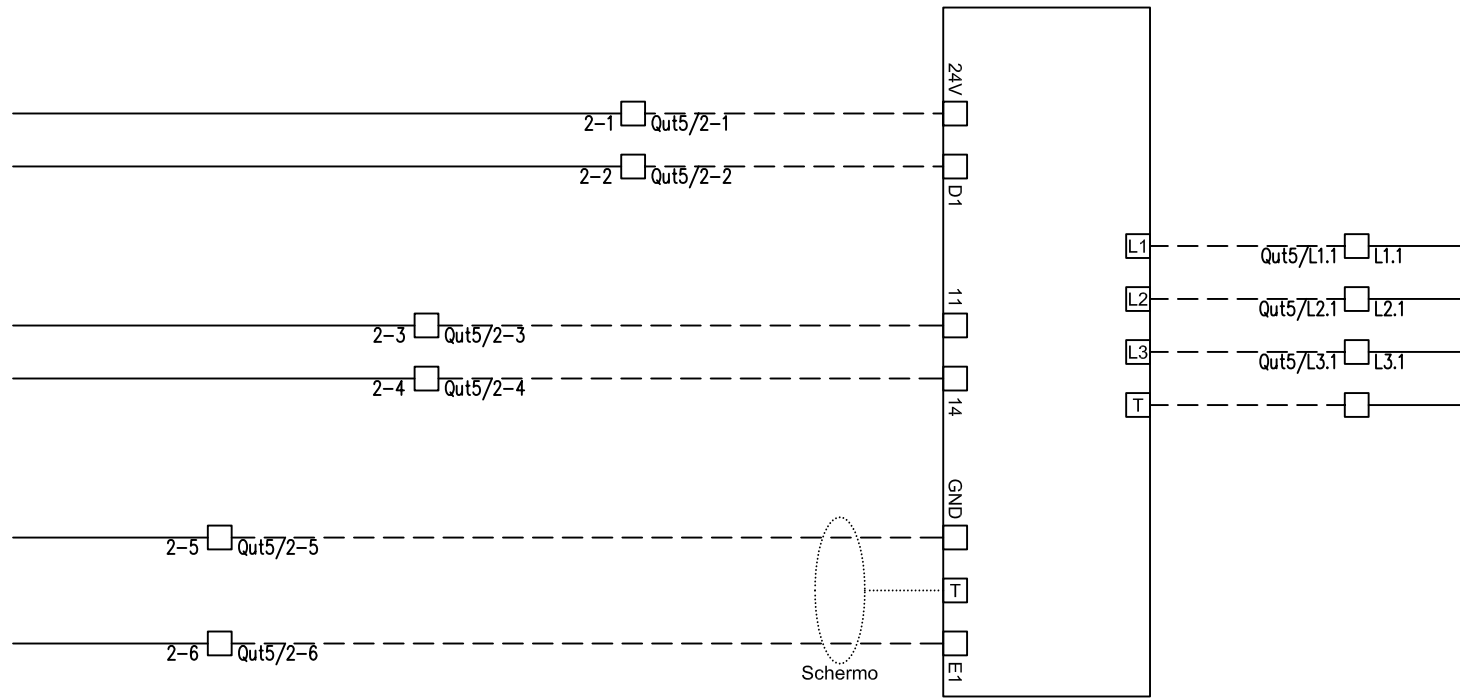 24V
2-1 Qut5/2-1
2-2 Qut5/2-2
D1
L1 Qut5/L1.1 L1.1
11
L2 Qut5/L2.1 L2.1
2-3 Qut5/2-3
L3 Qut5/L3.1 L3.1
2-4 Qut5/2-4
14
T
GND
2-5 Qut5/2-5
T
2-6 Qut5/2-6
E1
Schermo